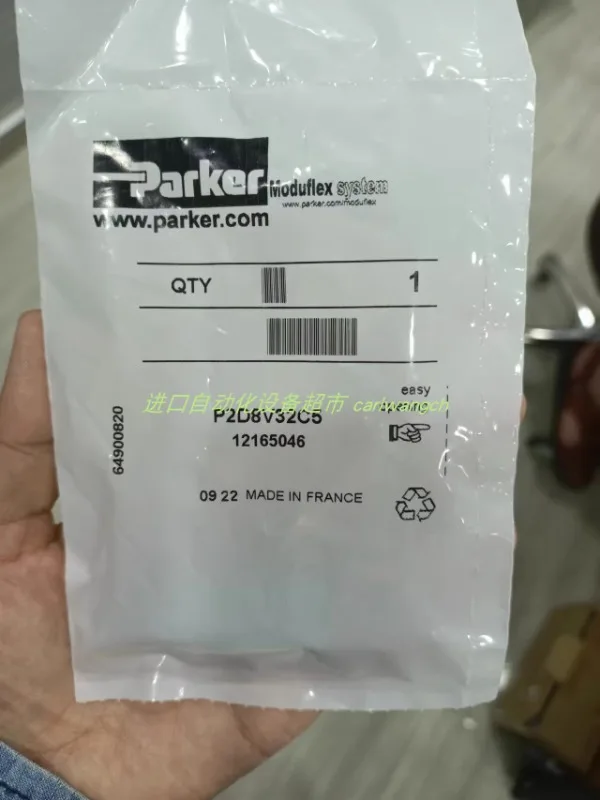 Parker Moduflex system
www.parker.com/moduflex
www.parker.com
QTY 1
easy
进口自动化设备超市 carlwangch
P2D8V32C5
12165046
64900820
09 22 MADE IN FRANCE